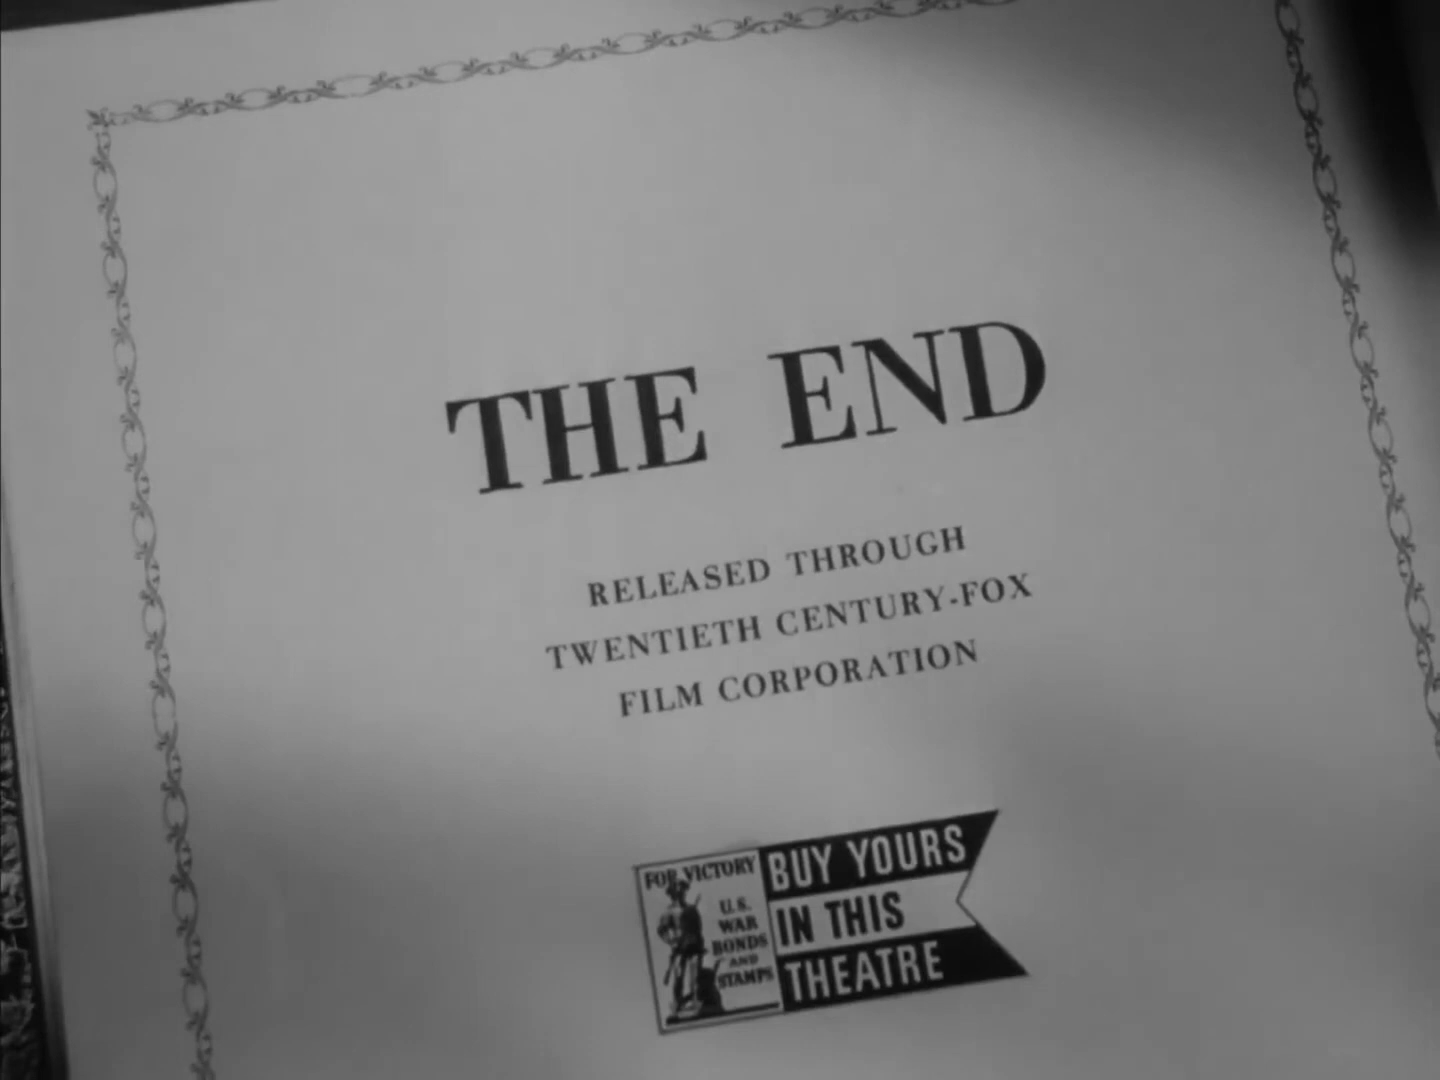 THE END
RELEASED THROUGH
TWENTIETH CENTURY-FOX
FILM CORPORATION
FOR VICTORY
U.S.
WAR
BONDS
AND
STAMPS
BUY YOURS
IN THIS
THEATRE